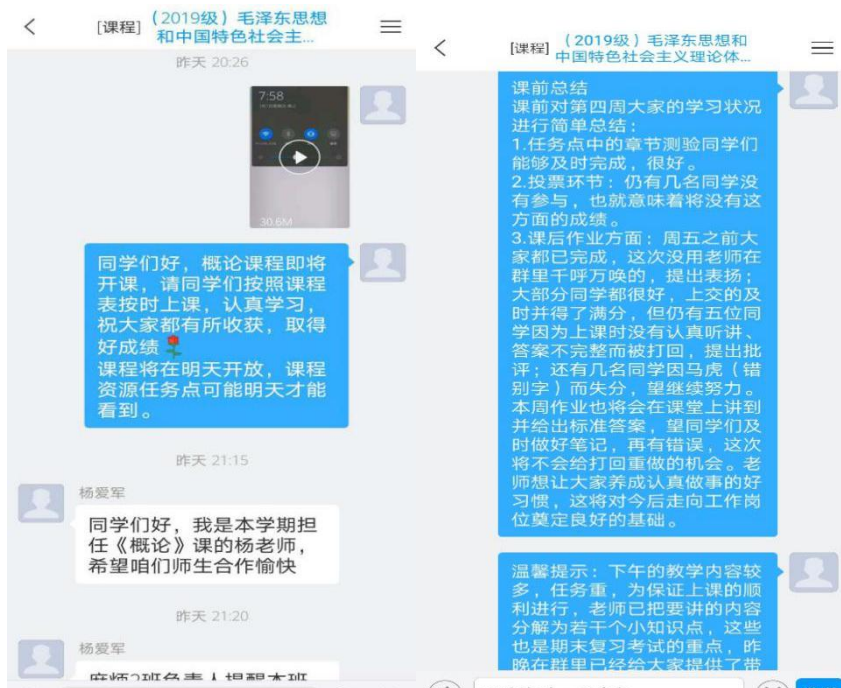 [课程]
（2019级）毛泽东思想
和中国特色社会主...
昨天 20:26
7:58
30.6M
同学们好，概论课程即将
开课，请同学们按照课程
表按时上课，认真学习，
祝大家都有所收获，取得
好成绩🌹
课程将在明天开放，课程
资源任务点可能明天才能
看到。
昨天 21:15
杨爱军
同学们好，我是本学期担
任《概论》课的杨老师，
希望咱们师生合作愉快
昨天 21:20
杨爱军
[课程]
（2019级）毛泽东思想和
中国特色社会主义理论体...
课前总结
课前对第四周大家的学习状况
进行简单总结：
1.任务点中的章节测验同学们
能够及时完成，很好。
2.投票环节：仍有几名同学没
有参与，也就意味着将没有这
方面的成绩。
3.课后作业方面：周五之前大
家都已完成，这次没用老师在
群里千呼万唤的，提出表扬；
大部分同学都很好，上交的及
时并得了满分，但仍有五位同
学因为上课时没有认真听讲、
答案不完整而被打回，提出批
评；还有几名同学因马虎（错
别字）而失分，望继续努力。
本周作业也将会在课堂上讲到
并给出标准答案，望同学们及
时做好笔记，再有错误，这次
将不会给打回重做的机会。老
师想让大家养成认真做事的好
习惯，这将对今后走向工作岗
位奠定良好的基础。
温馨提示：下午的教学内容较
多，任务重，为保证上课的顺
利进行，老师已把要讲的内容
分解为若干个小知识点，这些
也是期末复习考试的重点，昨
晚在群里已经给大家提供了带